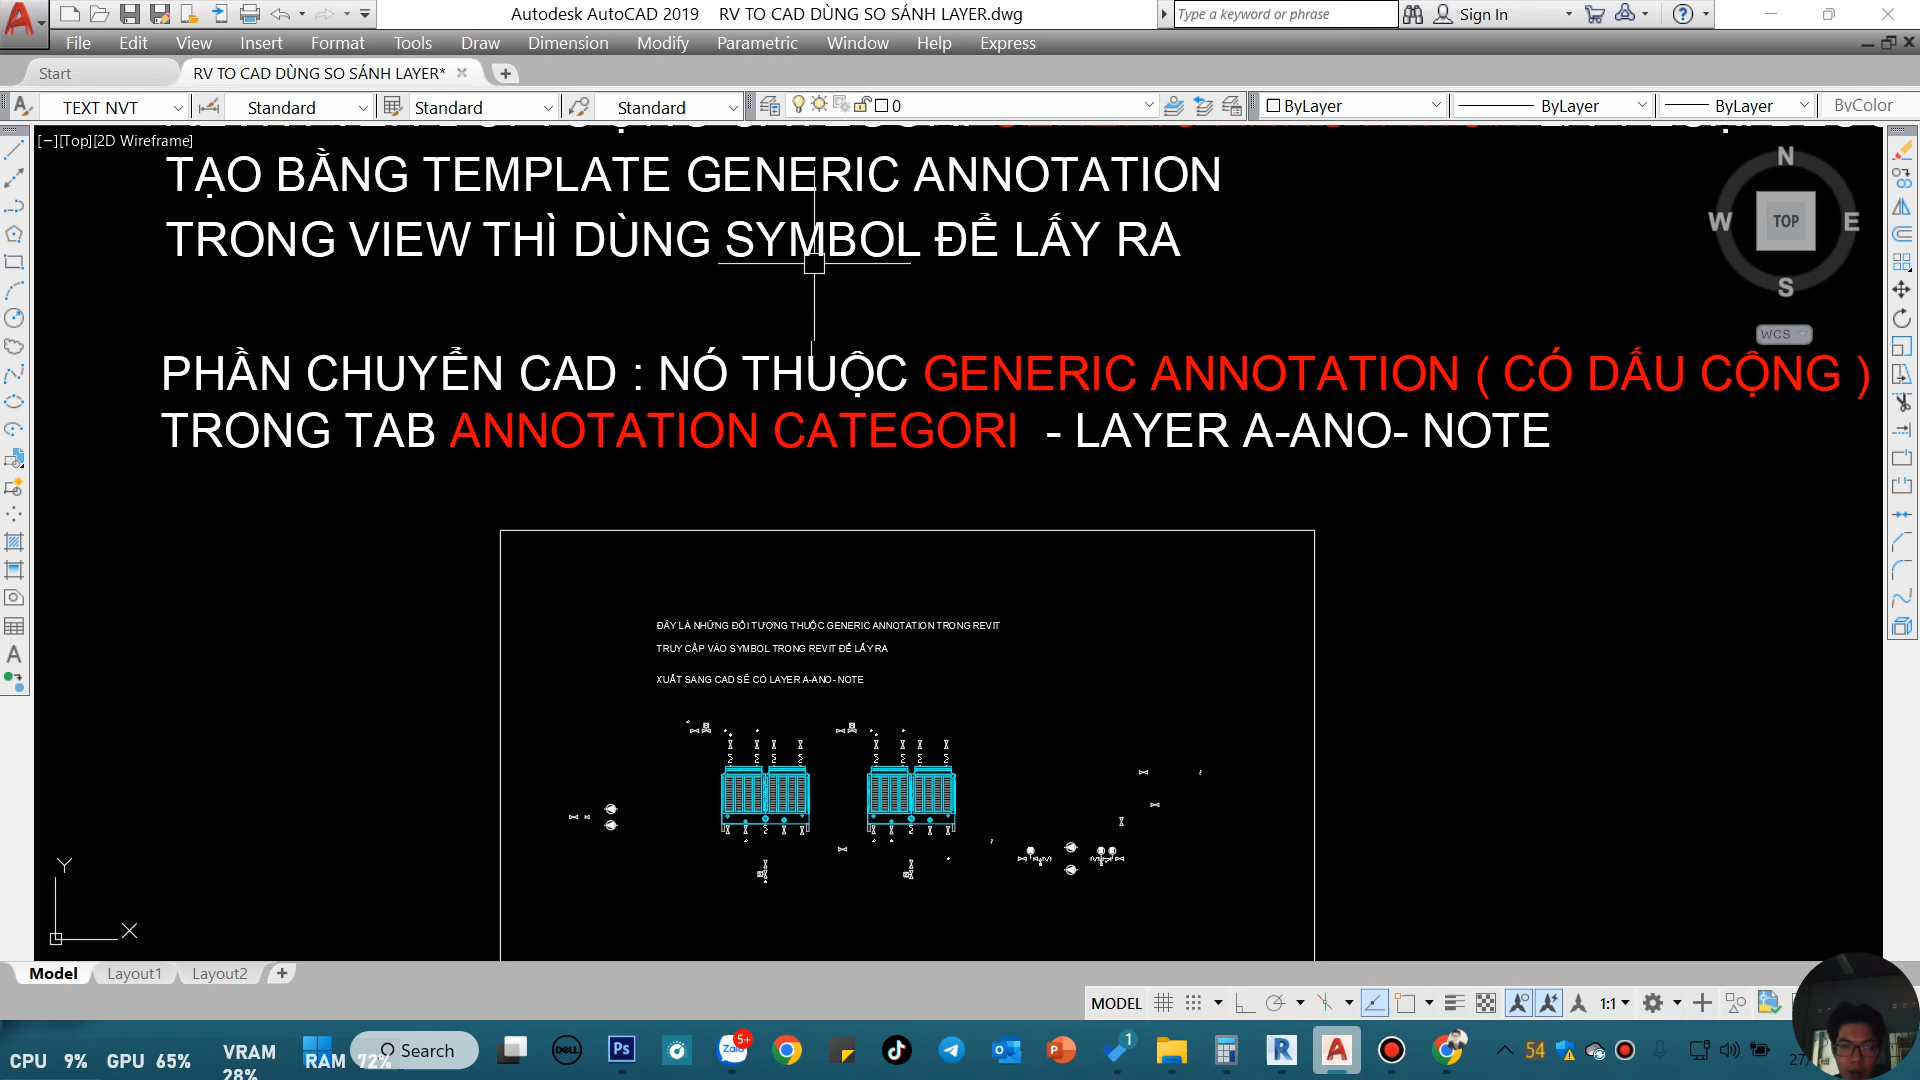 Autodesk AutoCAD 2019 RV TO CAD DÙNG SO SÁNH LAYER.dwg
Type a keyword or phrase
Sign In
File Edit View Insert Format Tools Draw Dimension Modify Parametric Window Help Express
Start
RV TO CAD DÙNG SO SÁNH LAYER*
TEXT NVT Standard Standard Standard 0 ByLayer ByLayer ByLayer ByColor
[−][Top][2D Wireframe]
TẠO BẰNG TEMPLATE GENERIC ANNOTATION
TRONG VIEW THÌ DÙNG SYMBOL ĐỂ LẤY RA
N
W TOP E
S
WCS
PHẦN CHUYỂN CAD : NÓ THUỘC GENERIC ANNOTATION ( CÓ DẤU CỘNG )
TRONG TAB ANNOTATION CATEGORI - LAYER A-ANO- NOTE
ĐÂY LÀ NHỮNG ĐỐI TƯỢNG THUỘC GENERIC ANNOTATION TRONG REVIT
TRUY CẬP VÀO SYMBOL TRONG REVIT ĐỂ LẤY RA
XUẤT SANG CAD SẼ CÓ LAYER A-ANO- NOTE
Y
X
Model Layout1 Layout2
MODEL 1:1
CPU 9% GPU 65% VRAM 28% RAM 72%
Search
DELL
Ps
Zalo
5+
1
R
A
54
27/